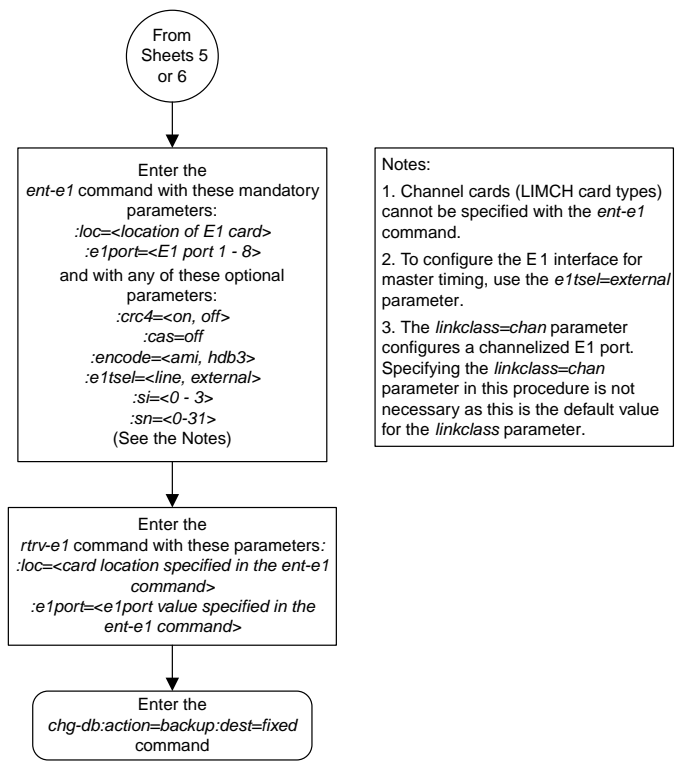 From
Sheets 5
or 6
Enter the
ent-e1 command with these mandatory
parameters:
:loc=<location of E1 card>
:e1port=<E1 port 1 - 8>
and with any of these optional
parameters:
:crc4=<on, off>
:cas=off
:encode=<ami, hdb3>
:e1tsel=<line, external>
:si=<0 - 3>
:sn=<0-31>
(See the Notes)
Notes:
1. Channel cards (LIMCH card types)
cannot be specified with the ent-e1
command.
2. To configure the E1 interface for
master timing, use the e1tsel=external
parameter.
3. The linkclass=chan parameter
configures a channelized E1 port.
Specifying the linkclass=chan
parameter in this procedure is not
necessary as this is the default value
for the linkclass parameter.
Enter the
rtrv-e1 command with these parameters:
:loc=<card location specified in the ent-e1
command>
:e1port=<e1port value specified in the
ent-e1 command>
Enter the
chg-db:action=backup:dest=fixed
command